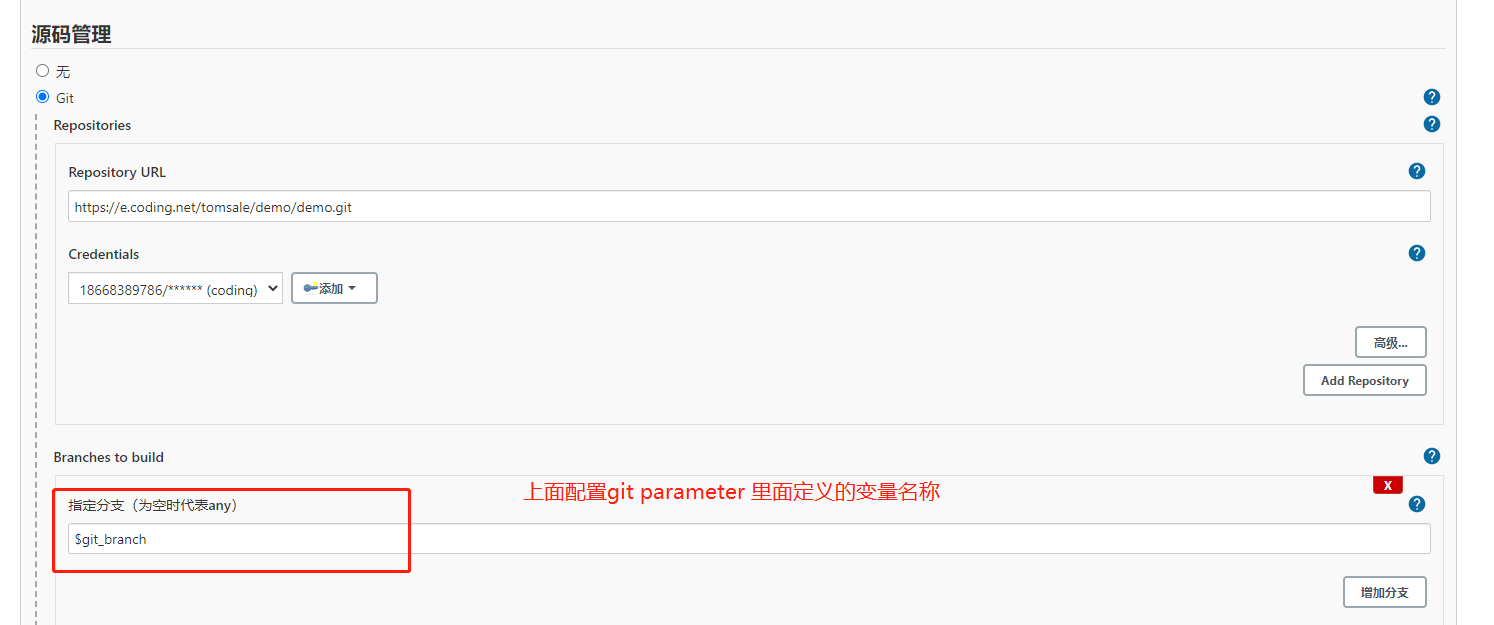 源码管理
无
Git
Repositories
Repository URL
https://e.coding.net/tomsale/demo/demo.git
Credentials
18668389786/****** (coding)
添加
高级...
Add Repository
Branches to build
上面配置git parameter 里面定义的变量名称
X
指定分支（为空时代表any）
$git_branch
增加分支